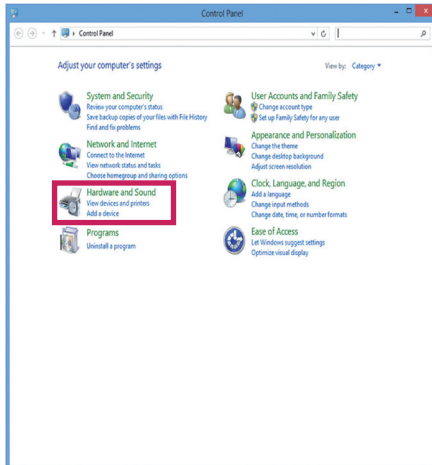 Control Panel
Control Panel
Adjust your computer's settings
View by: Category
System and Security
Review your computer's status
Save backup copies of your files with File History
Find and fix problems
Network and Internet
Connect to the Internet
View network status and tasks
Choose homegroup and sharing options
Hardware and Sound
View devices and printers
Add a device
Programs
Uninstall a program
User Accounts and Family Safety
Change account type
Set up Family Safety for any user
Appearance and Personalization
Change the theme
Change desktop background
Adjust screen resolution
Clock, Language, and Region
Add a language
Change input methods
Change date, time, or number formats
Ease of Access
Let Windows suggest settings
Optimize visual display